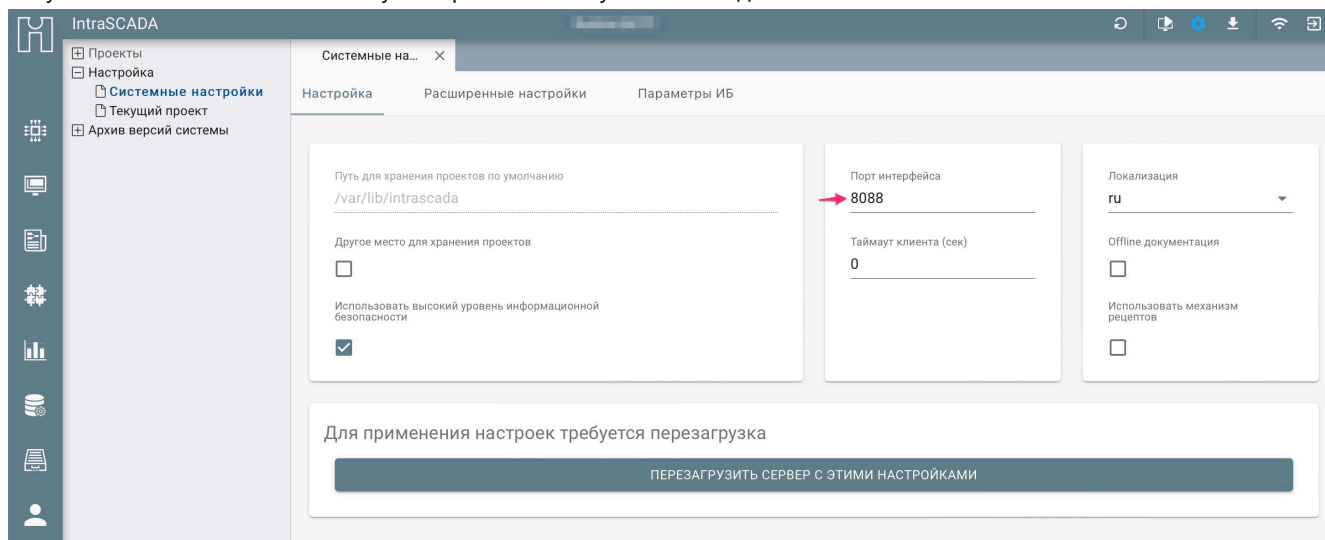 IntraSCADA
Проекты
Настройка
Системные настройки
Текущий проект
Архив версий системы
Системные на...
Настройка Расширенные настройки Параметры ИБ
Путь для хранения проектов по умолчанию
/var/lib/intrascada
Другое место для хранения проектов
Использовать высокий уровень информационной
безопасности
Порт интерфейса
8088
Таймаут клиента (сек)
0
Локализация
ru
Offline документация
Использовать механизм
рецептов
Для применения настроек требуется перезагрузка
ПЕРЕЗАГРУЗИТЬ СЕРВЕР С ЭТИМИ НАСТРОЙКАМИ